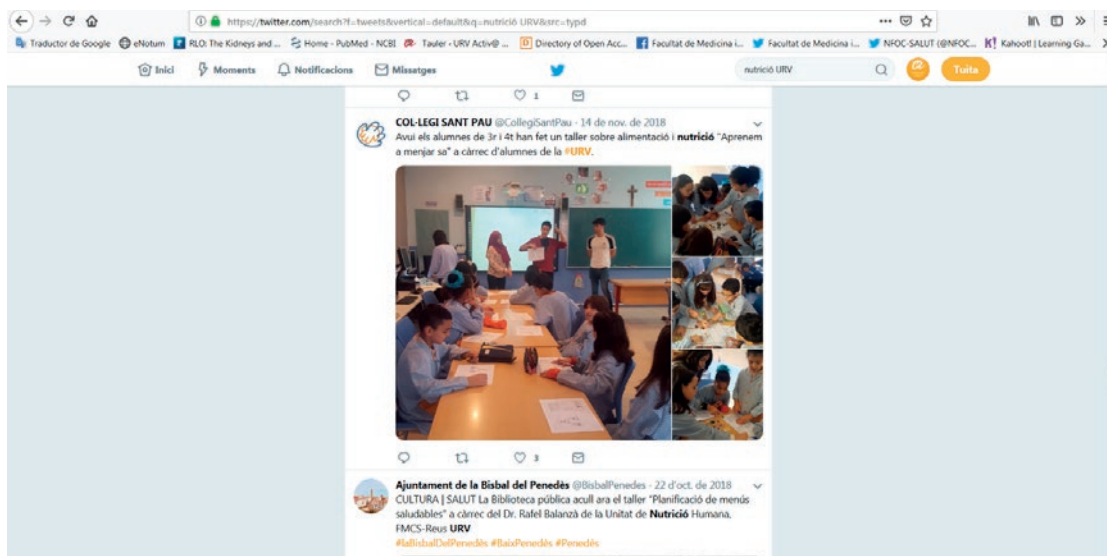 https://twitter.com/search?f=tweets&vertical=default&q=nutrició URV&src=typd
Traductor de Google eNotum RLO: The Kidneys and ... Home - PubMed - NCBI Tauler - URV Activ@ ... Directory of Open Acc... Facultat de Medicina i... Facultat de Medicina i... NFOC-SALUT (@NFOC... Kahoot! | Learning Ga...
Inici Moments Notificacions Missatges nutrició URV Tuita
1
COL·LEGI SANT PAU @CollegiSantPau · 14 de nov. de 2018
Avui els alumnes de 3r i 4t han fet un taller sobre alimentació i nutrició "Aprenem
a menjar sa" a càrrec d'alumnes de la #URV.
3
Ajuntament de la Bisbal del Penedès @BisbalPenedes · 22 d'oct. de 2018
CULTURA | SALUT La Biblioteca pública acull ara el taller "Planificació de menús
saludables" a càrrec del Dr. Rafel Balanzà de la Unitat de Nutrició Humana,
FMCS-Reus URV
#laBisbalDelPenedès #BaixPenedès #Penedès